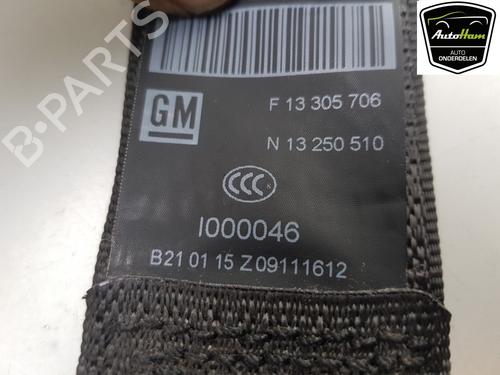 AutoHam
AUTO
ONDERDELEN
GM
F 13 305 706
N 13 250 510
CCC
I000046
B21 01 15 Z09111612
B-PARTS